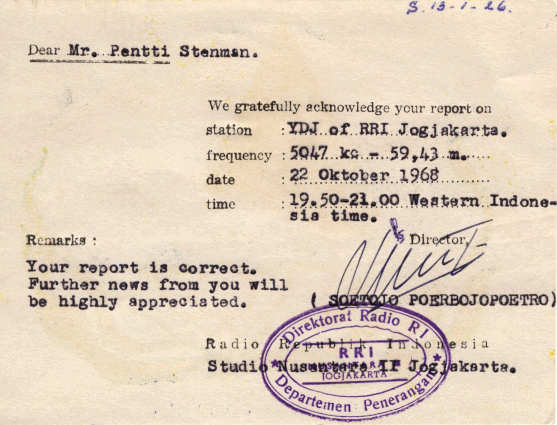 S. 13-1-26.
Dear Mr. Pentti Stenman.
We gratefully acknowledge your report on
station : YDJ of RRI Jogjakarta.
frequency : 5047 kc - 59,43 m.
date : 22 Oktober 1968
time : 19.50-21.00 Western Indone-
sia time.
Remarks :
Director,
Your report is correct.
Further news from you will
be highly appreciated.
( SOETOJO POERBOJOPOETRO)
Radio Republik Indonesia
Studio Nusantara II Jogjakarta.
Direktorat Radio RI
RRI
NUSANTARA II
JOGJAKARTA
Departemen Penerangan